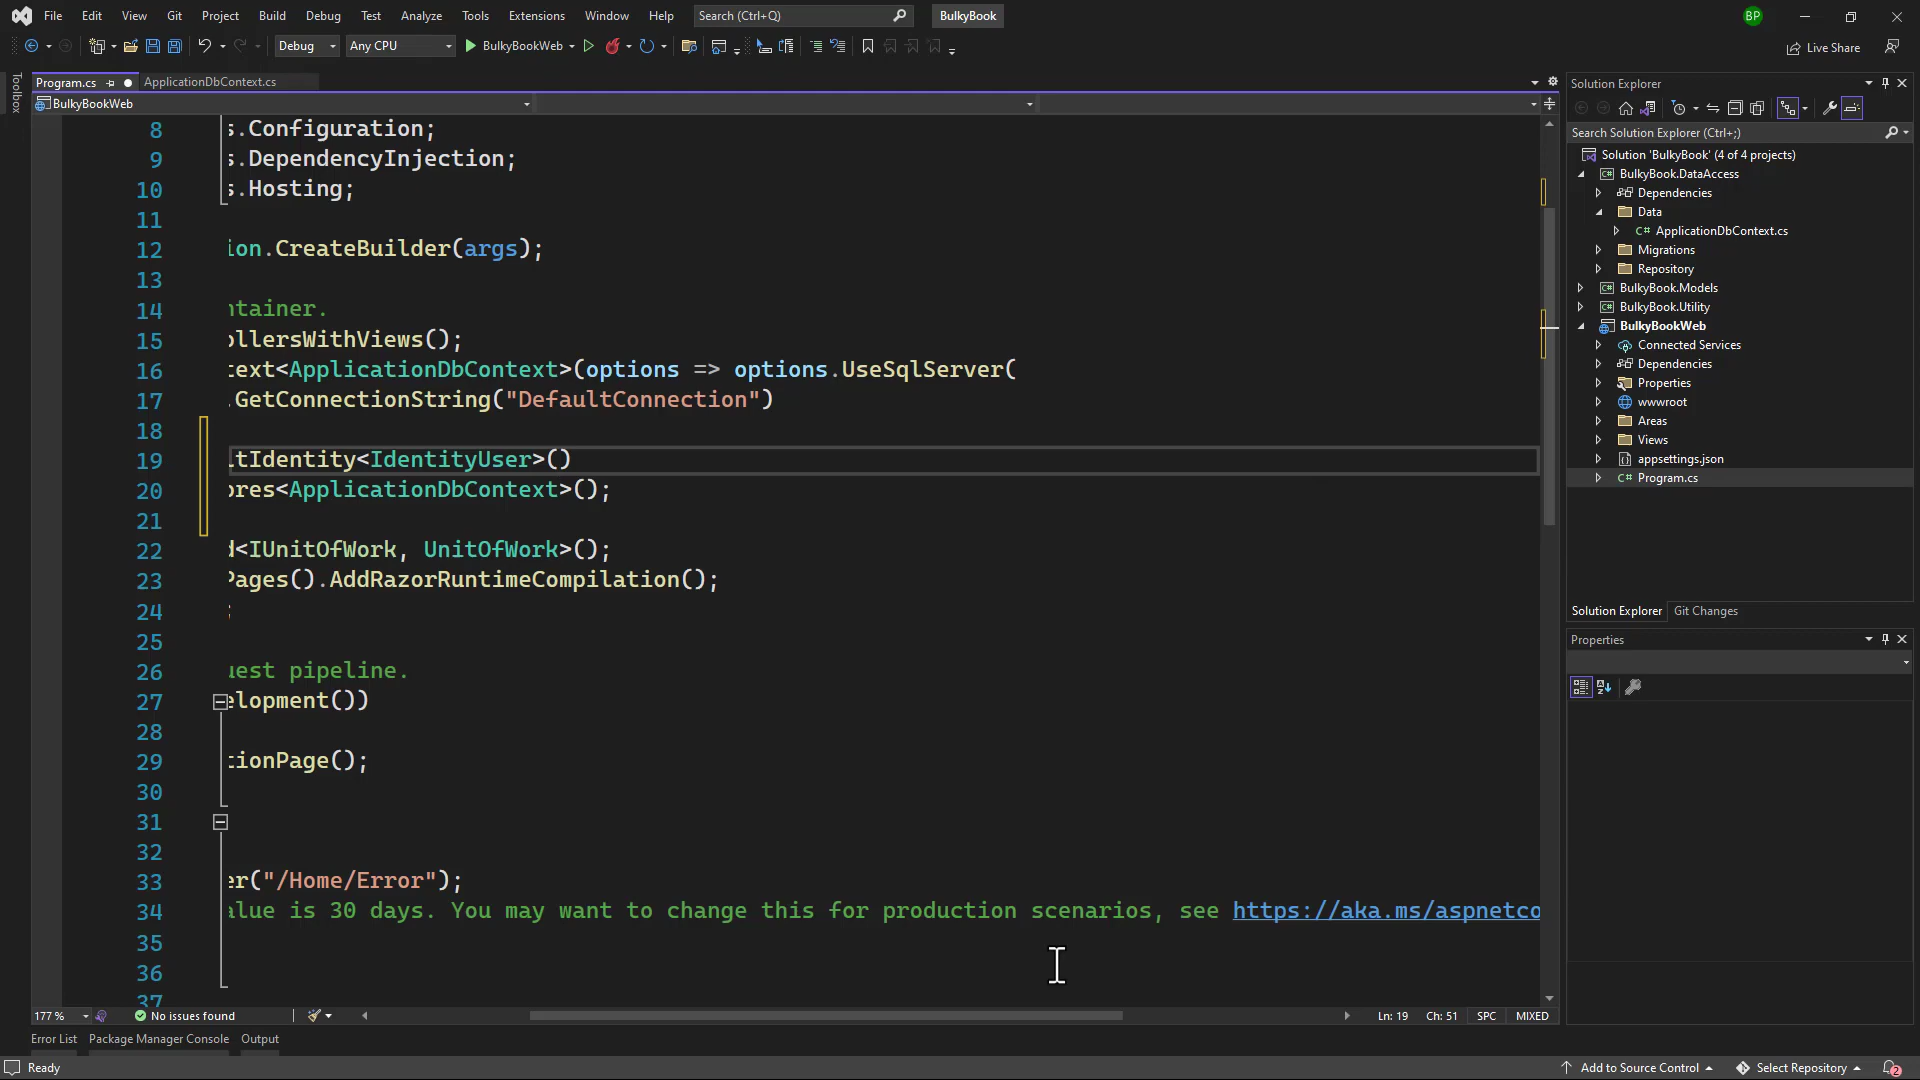 File Edit View Git Project Build Debug Test Analyze Tools Extensions Window Help Search (Ctrl+Q) BulkyBook BP
Debug Any CPU BulkyBookWeb Live Share
Toolbox
Program.cs ApplicationDbContext.cs
BulkyBookWeb
8 s.Configuration;
9 s.DependencyInjection;
10 s.Hosting;
11
12 ion.CreateBuilder(args);
13
14 ntainer.
15 ollersWithViews();
16 text<ApplicationDbContext>(options => options.UseSqlServer(
17 .GetConnectionString("DefaultConnection")
18
19 ltIdentity<IdentityUser>()
20 ores<ApplicationDbContext>();
21
22 d<IUnitOfWork, UnitOfWork>();
23 Pages().AddRazorRuntimeCompilation();
24 ;
25
26 uest pipeline.
27 elopment())
28
29 tionPage();
30
31
32
33 er("/Home/Error");
34 alue is 30 days. You may want to change this for production scenarios, see https://aka.ms/aspnetco
35
36
37
177 % No issues found Ln: 19 Ch: 51 SPC MIXED
Error List Package Manager Console Output
Ready Add to Source Control Select Repository 2
Solution Explorer
Search Solution Explorer (Ctrl+;)
Solution 'BulkyBook' (4 of 4 projects)
BulkyBook.DataAccess
Dependencies
Data
C# ApplicationDbContext.cs
Migrations
Repository
BulkyBook.Models
BulkyBook.Utility
BulkyBookWeb
Connected Services
Dependencies
Properties
wwwroot
Areas
Views
appsettings.json
C# Program.cs
Solution Explorer Git Changes
Properties